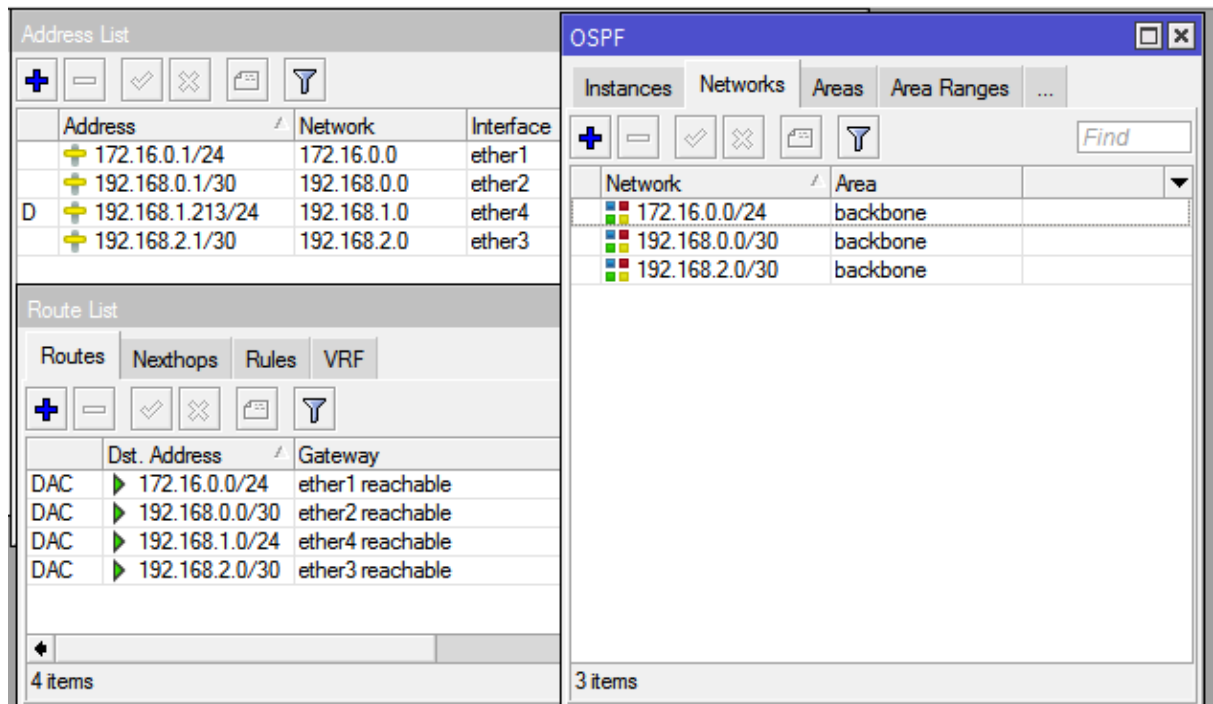 Address List
Address Network Interface
172.16.0.1/24 172.16.0.0 ether1
192.168.0.1/30 192.168.0.0 ether2
D 192.168.1.213/24 192.168.1.0 ether4
192.168.2.1/30 192.168.2.0 ether3
Route List
Routes Nexthops Rules VRF
Dst. Address Gateway
DAC 172.16.0.0/24 ether1 reachable
DAC 192.168.0.0/30 ether2 reachable
DAC 192.168.1.0/24 ether4 reachable
DAC 192.168.2.0/30 ether3 reachable
4 items
OSPF
Instances Networks Areas Area Ranges ...
Find
Network Area
172.16.0.0/24 backbone
192.168.0.0/30 backbone
192.168.2.0/30 backbone
3 items